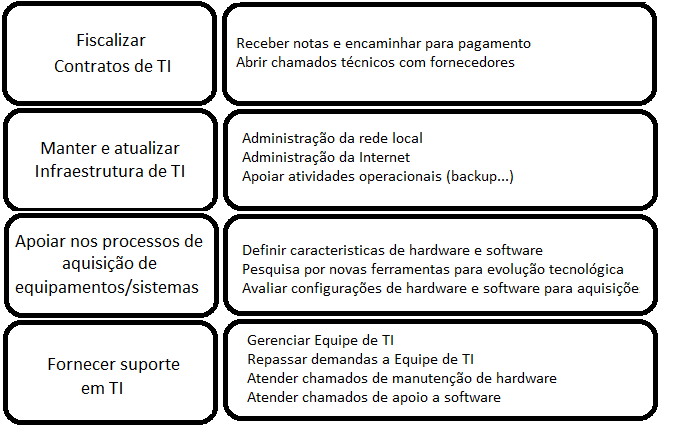 Fiscalizar
Contratos de TI
Receber notas e encaminhar para pagamento
Abrir chamados técnicos com fornecedores
Manter e atualizar
Infraestrutura de TI
Administração da rede local
Administração da Internet
Apoiar atividades operacionais (backup...)
Apoiar nos processos de
aquisição de
equipamentos/sistemas
Definir caracteristicas de hardware e software
Pesquisa por novas ferramentas para evolução tecnológica
Avaliar configurações de hardware e software para aquisiçõe
Fornecer suporte
em TI
Gerenciar Equipe de TI
Repassar demandas a Equipe de TI
Atender chamados de manutenção de hardware
Atender chamados de apoio a software